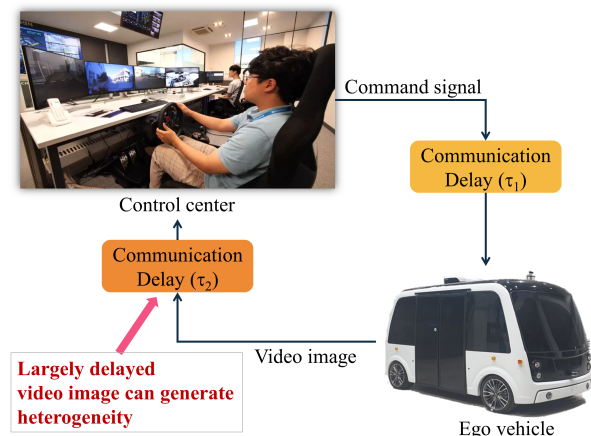 Command signal
Communication
Delay (τ₁)
Control center
Communication
Delay (τ₂)
Largely delayed
video image can generate
heterogeneity
Video image
Ego vehicle